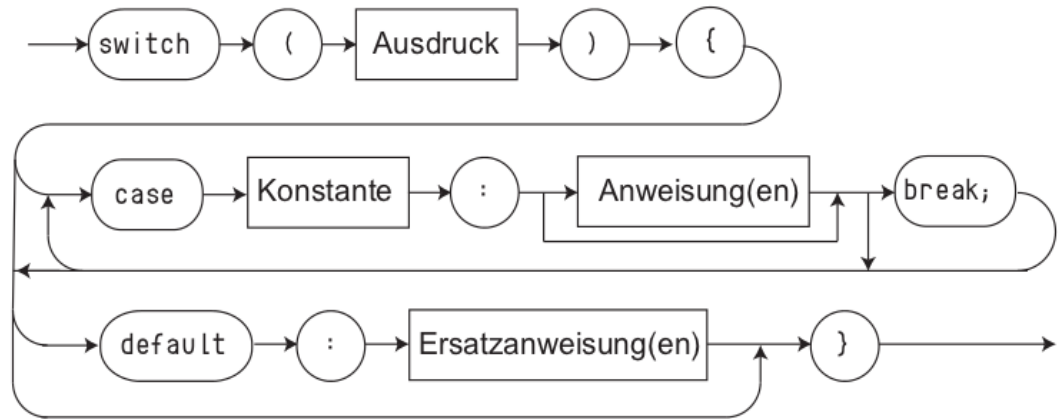 switch ( Ausdruck ) {
case Konstante : Anweisung(en) break;
default : Ersatzanweisung(en) }